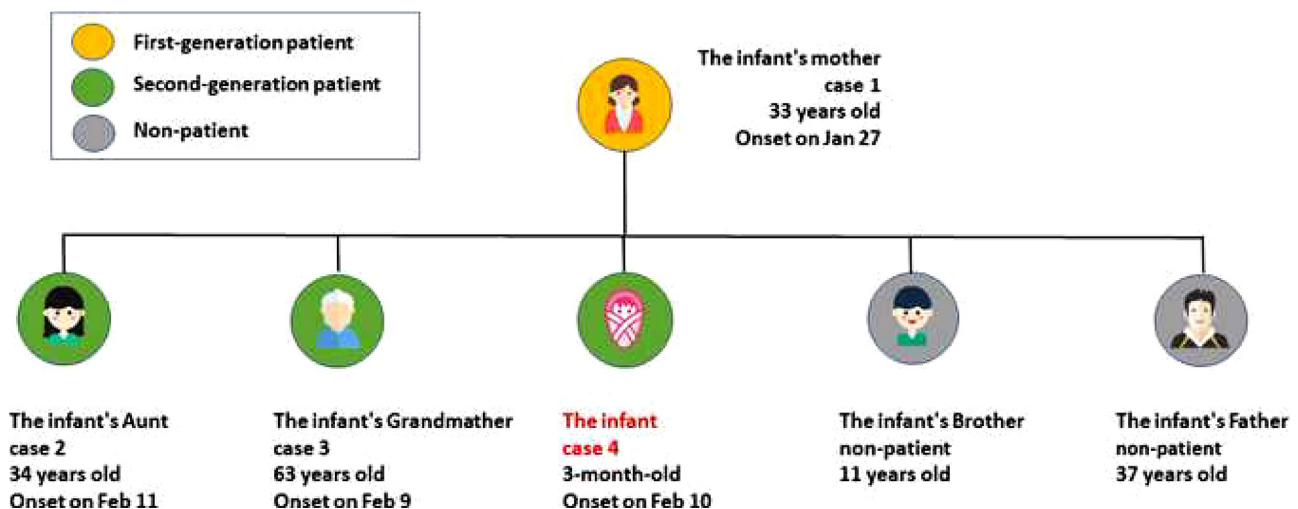 First-generation patient
Second-generation patient
Non-patient
The infant's mother
case 1
33 years old
Onset on Jan 27
The infant's Aunt
case 2
34 years old
Onset on Feb 11
The infant's Grandmather
case 3
63 years old
Onset on Feb 9
The infant
case 4
3-month-old
Onset on Feb 10
The infant's Brother
non-patient
11 years old
The infant's Father
non-patient
37 years old